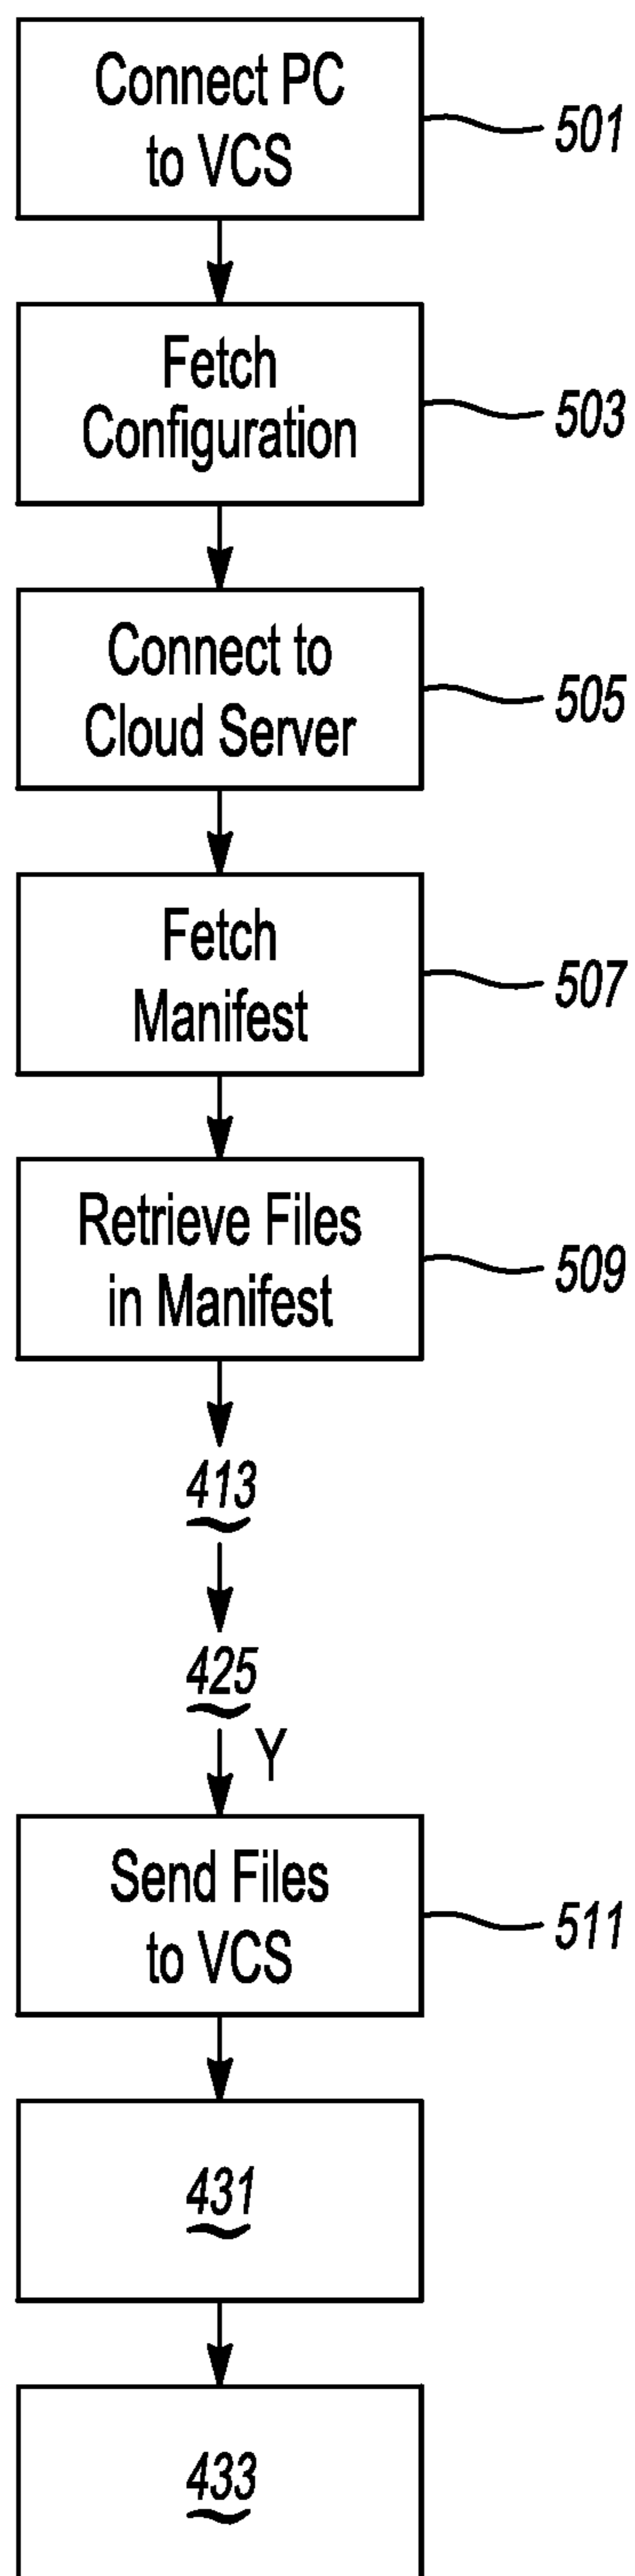 Connect PC
to VCS
501
Fetch
Configuration
503
Connect to
Cloud Server
505
Fetch
Manifest
507
Retrieve Files
in Manifest
509
413
425
Y
Send Files
to VCS
511
431
433